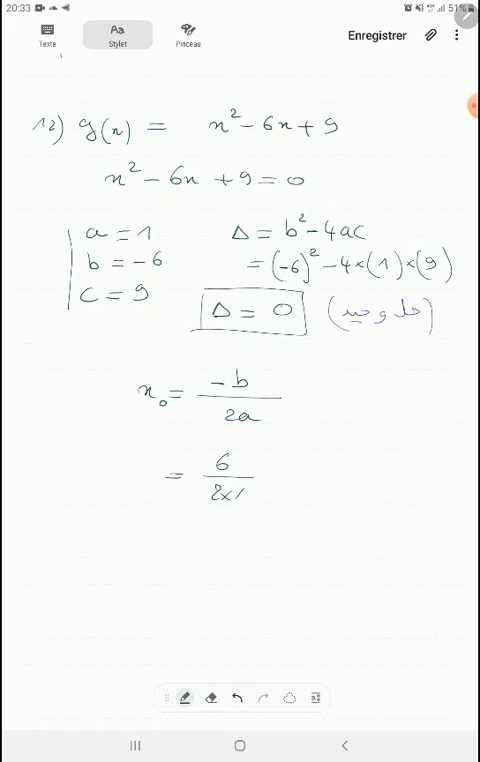 20:33 51%
Texte Stylet Pinceau Enregistrer
12) g(x) = x² - 6x + 9
x² - 6x + 9 = 0
a = 1 Δ = b² - 4ac
b = -6 = (-6)² - 4×(1)×(9)
c = 9 Δ = 0 (حل وحيد)
x₀ = -b / 2a
= 6 / 2×1